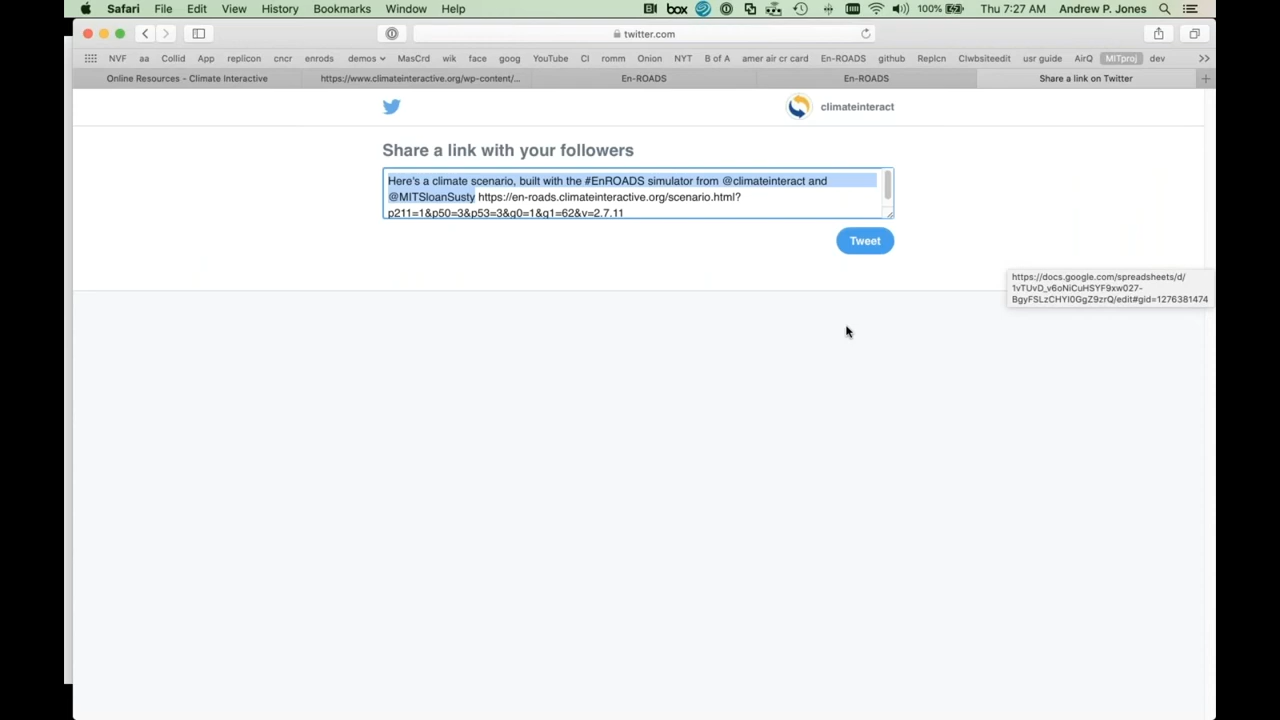 Safari File Edit View History Bookmarks Window Help box 100% Thu 7:27 AM Andrew P. Jones
twitter.com
NVF aa Collid App replicon cncr enrods demos MasCrd wik face goog YouTube CI romm Onion NYT B of A amer air cr card En-ROADS github Replcn CIwbsiteedit usr guide AirQ MITproj dev >>
Online Resources - Climate Interactive https://www.climateinteractive.org/wp-content/... En-ROADS En-ROADS Share a link on Twitter +
climateinteract
Share a link with your followers
Here's a climate scenario, built with the #EnROADS simulator from @climateinteract and
@MITSloanSusty https://en-roads.climateinteractive.org/scenario.html?
p211=1&p50=3&p53=3&g0=1&g1=62&v=2.7.11
Tweet
https://docs.google.com/spreadsheets/d/
1vTUvD_v6oNiCuHSYF9xw027-
BgyFSLzCHYI0GgZ9zrQ/edit#gid=1276381474